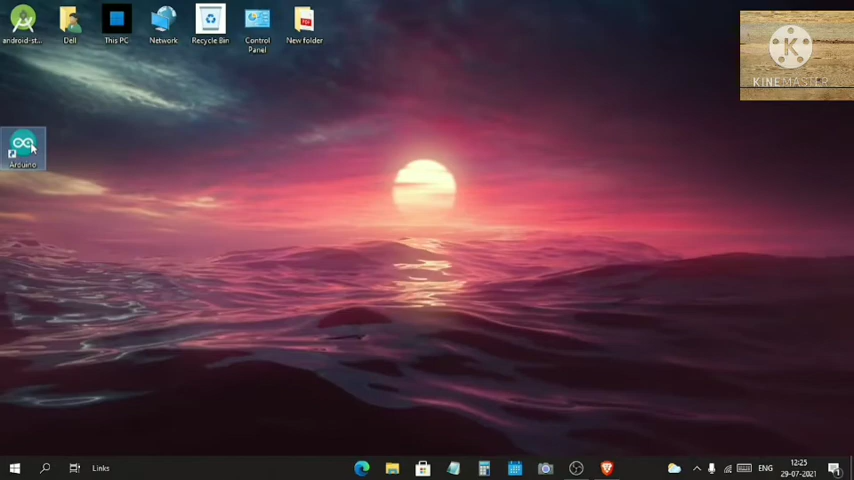 android-st...
Dell
This PC
Network
Recycle Bin
Control
Panel
New folder
KINEMASTER
Arduino
Links
ENG
12:25
29-07-2021